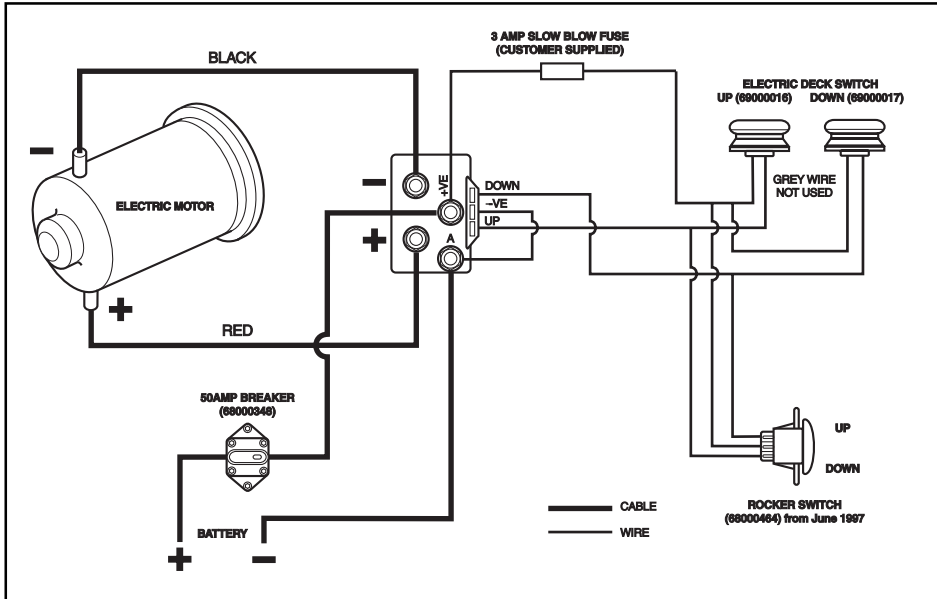 3 AMP SLOW BLOW FUSE
(CUSTOMER SUPPLIED)
BLACK
ELECTRIC DECK SWITCH
UP (69000016) DOWN (69000017)
GREY WIRE
NOT USED
–
ELECTRIC MOTOR
–
+VE
DOWN
–VE
UP
+
A
+
RED
50AMP BREAKER
(68000348)
UP
DOWN
ROCKER SWITCH
(68000464) from June 1997
CABLE
WIRE
BATTERY
+ –